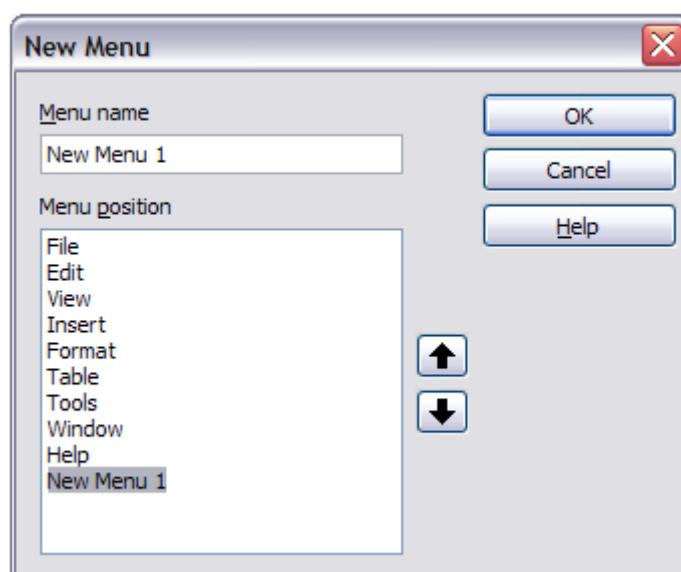 New Menu
Menu name
New Menu 1
OK
Cancel
Help
Menu position
File
Edit
View
Insert
Format
Table
Tools
Window
Help
New Menu 1